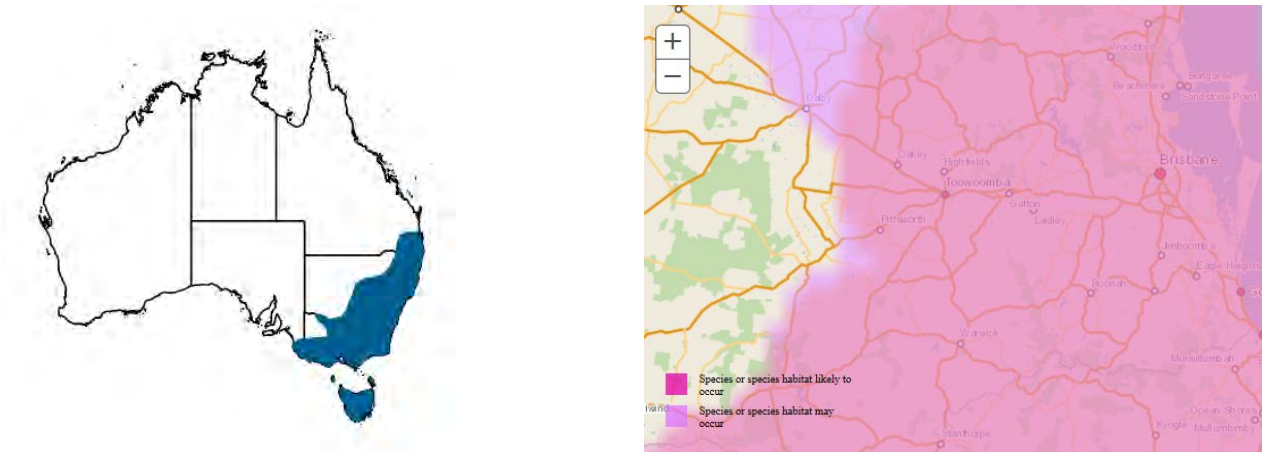 +
−
Woodford
Bongaree
Beachmere
Sandstone Point
Dalby
Oakey
Highfields
Brisbane
Toowoomba
Gatton
Laidley
Pittsworth
Jimboomba
Eagle Heights
Boonah
Warwick
Murwillumbah
Species or species habitat likely to
occur
Species or species habitat may
occur
Ocean Shores
Mullumbimby
Kyogle
Stanthorpe